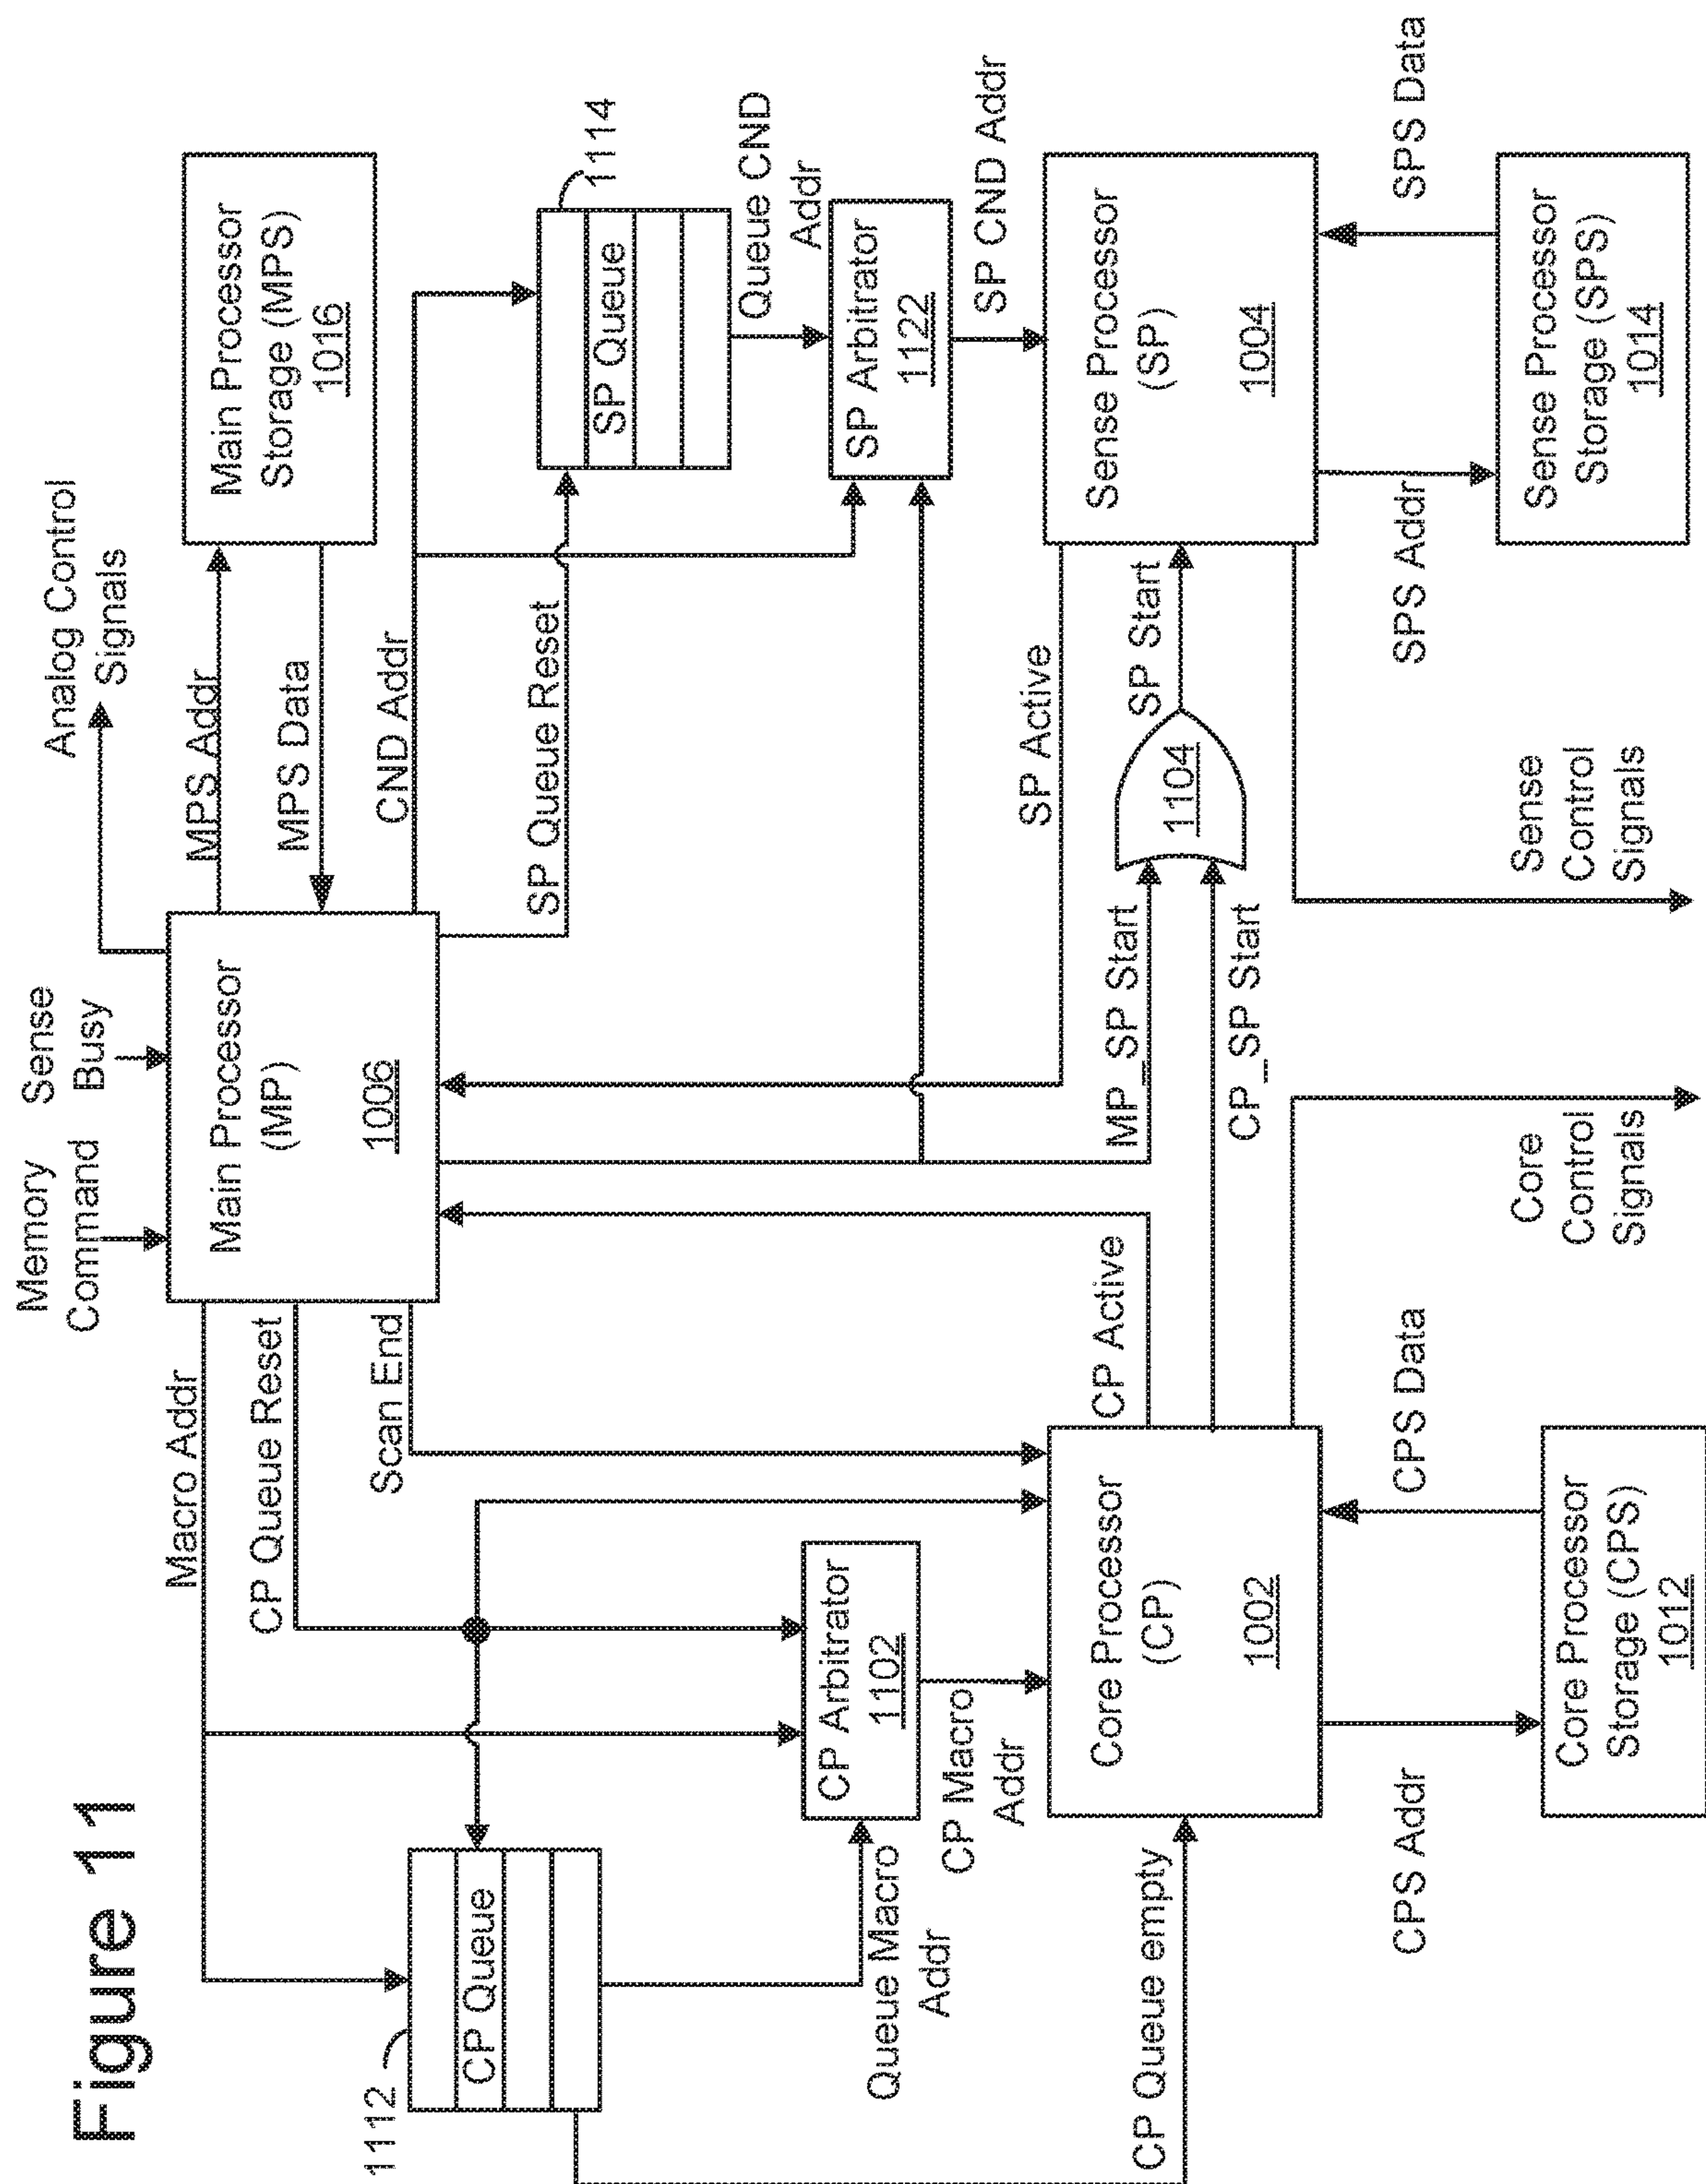 Figure 11
Memory
Command
Sense
Busy
Analog Control
Signals
Main Processor
(MP)
1006
MPS Addr
MPS Data
Main Processor
Storage (MPS)
1016
Macro Addr
CP Queue Reset
Scan End
CND Addr
SP Queue Reset
1112
CP Queue
1114
SP Queue
Queue Macro
Addr
CP Arbitrator
1102
CP Macro
Addr
Queue CND
Addr
SP Arbitrator
1122
SP CND Addr
CP Queue empty
Core Processor
(CP)
1002
CP Active
MP_SP Start
CP_SP Start
1104
SP Start
SP Active
Sense Processor
(SP)
1004
CPS Addr
CPS Data
Core Processor
Storage (CPS)
1012
Core
Control
Signals
Sense
Control
Signals
SPS Addr
SPS Data
Sense Processor
Storage (SPS)
1014